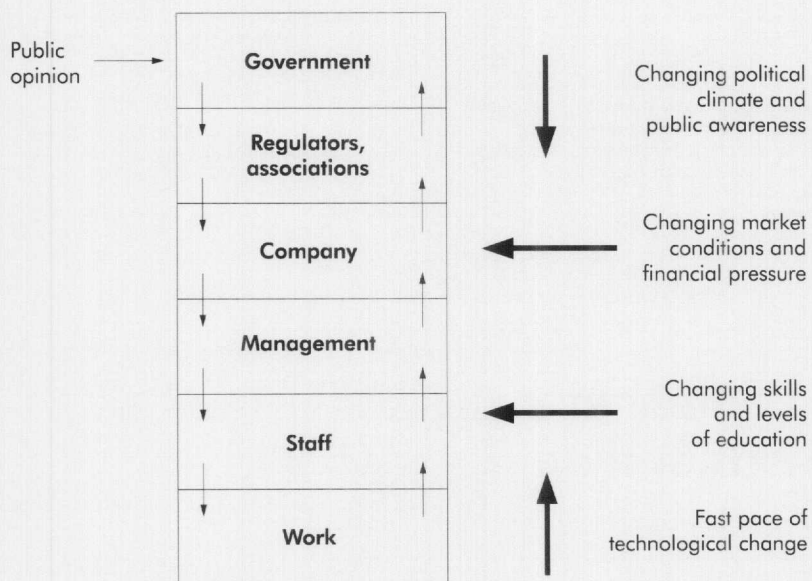 Public
opinion
Government
Changing political
climate and
public awareness
Regulators,
associations
Company
Changing market
conditions and
financial pressure
Management
Changing skills
and levels
of education
Staff
Work
Fast pace of
technological change